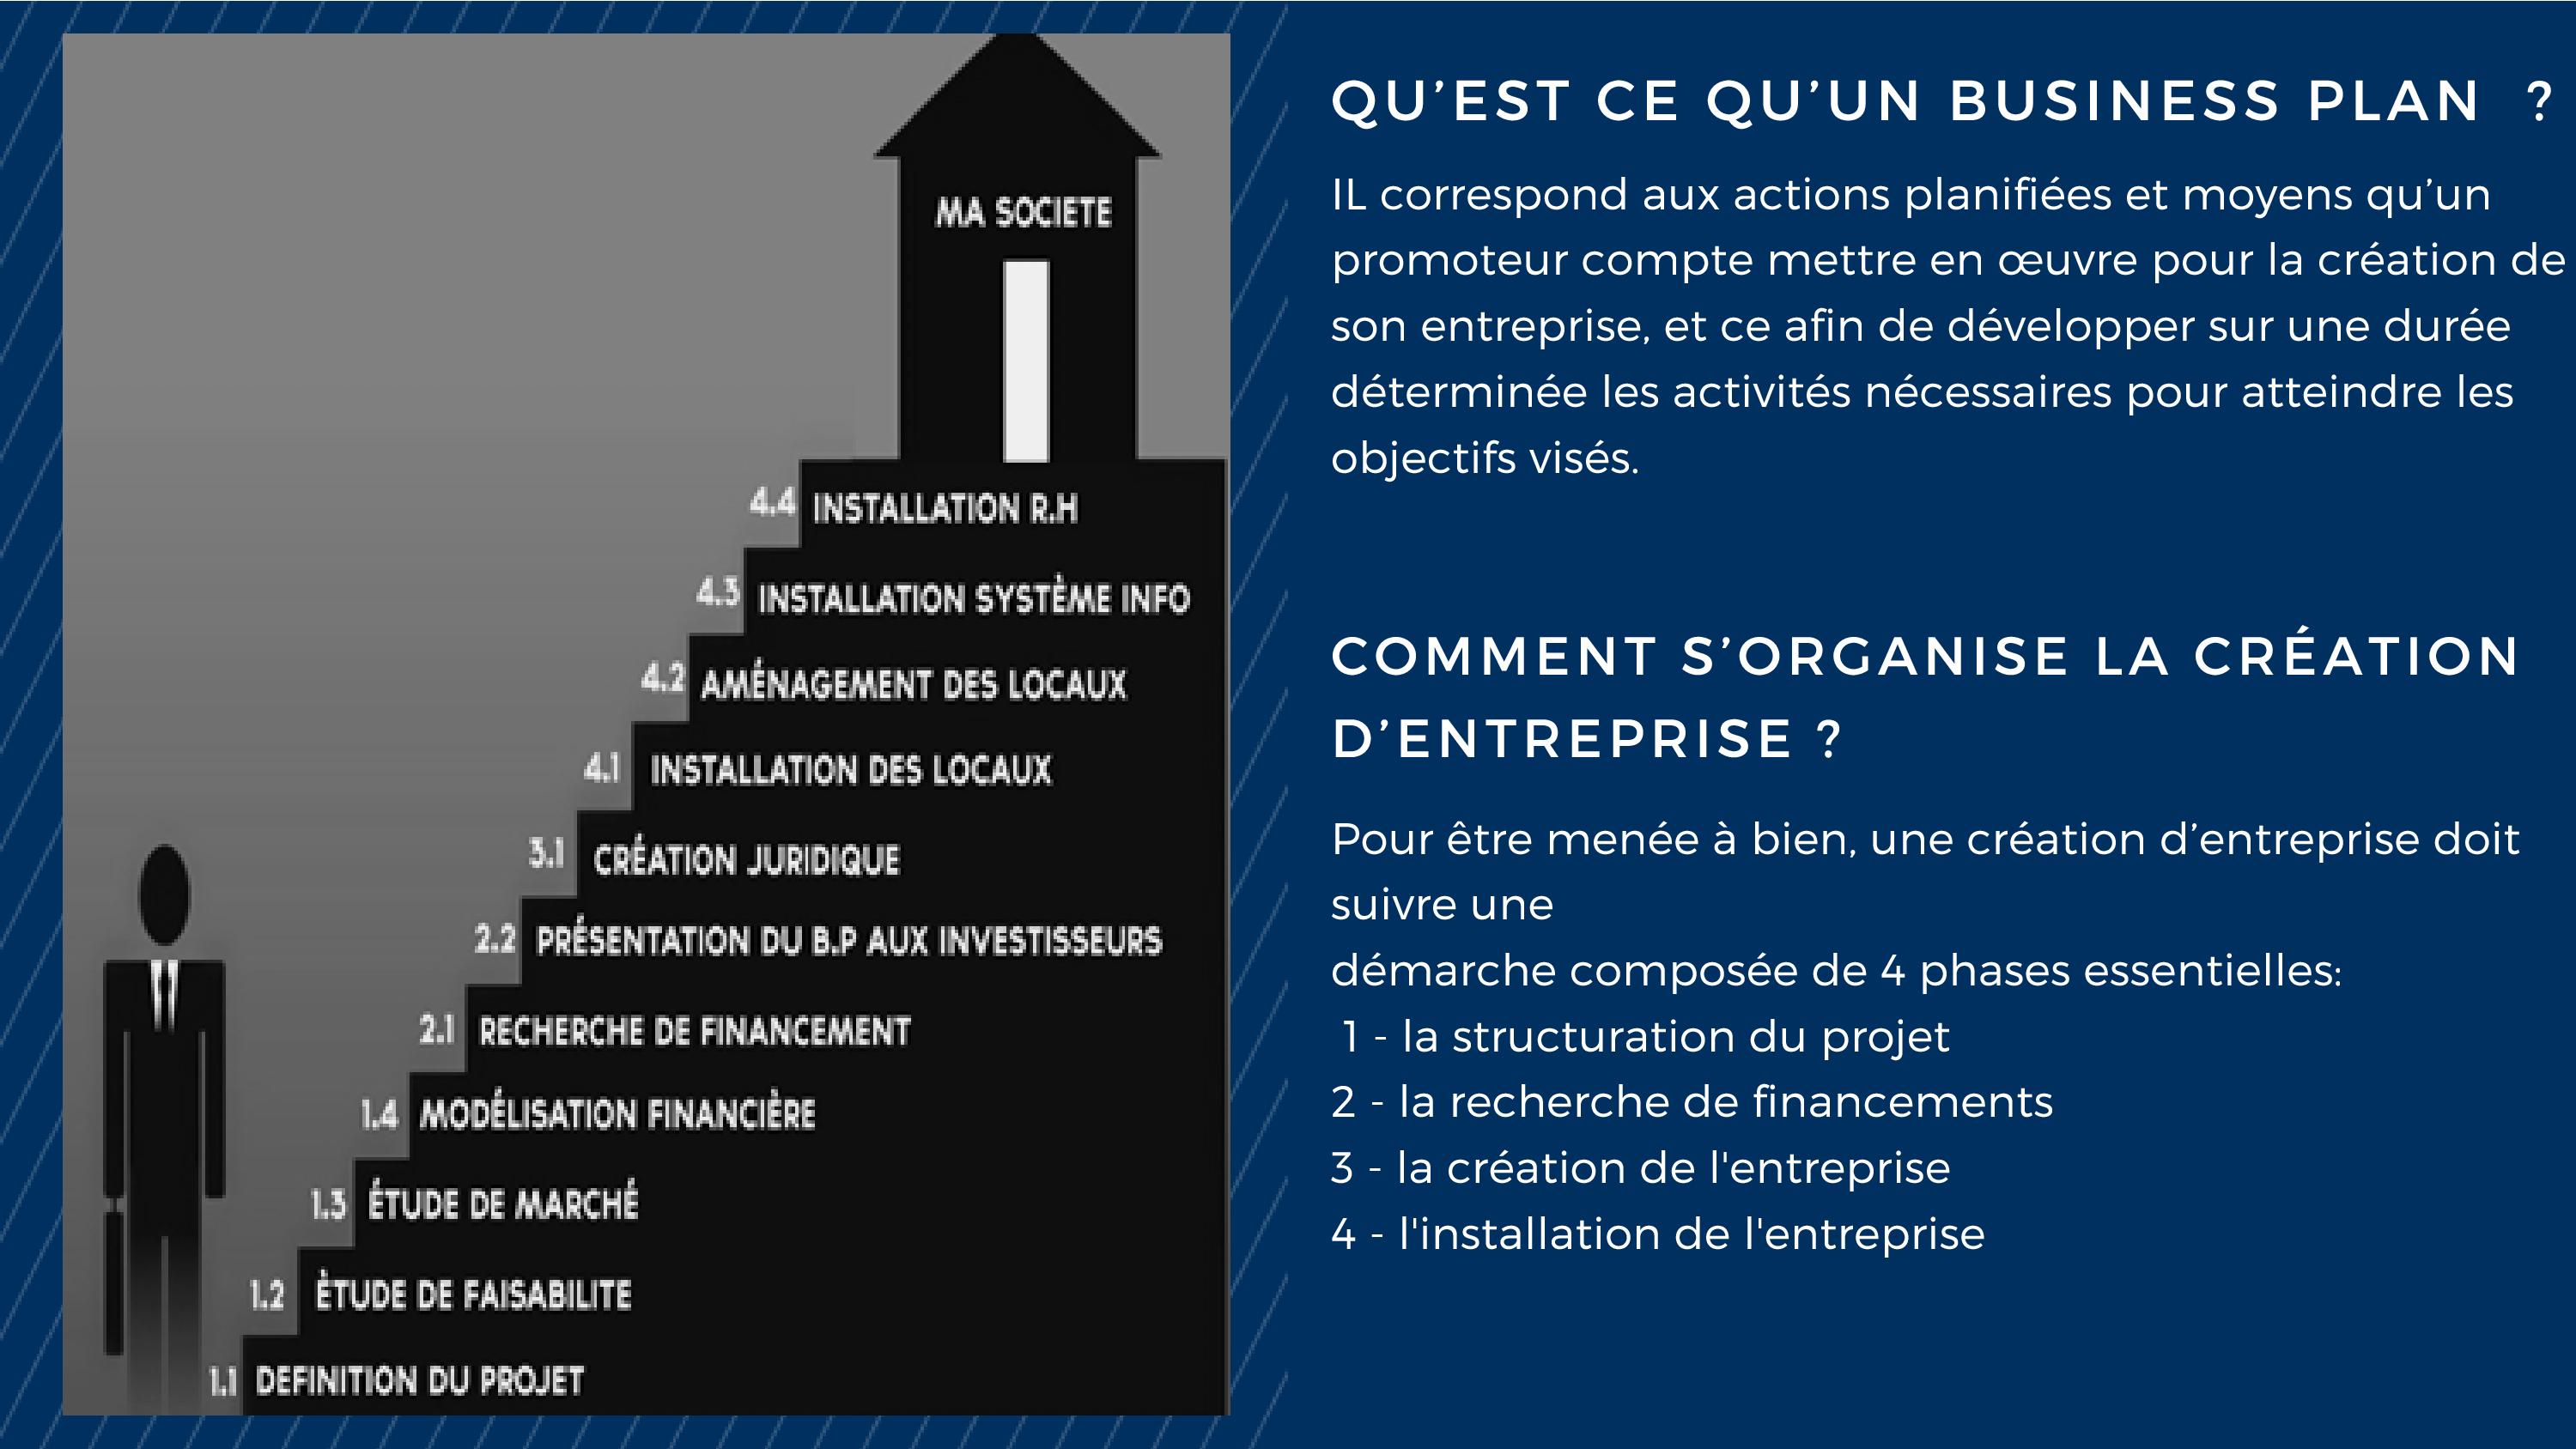 MA SOCIETE
4.4 INSTALLATION R.H
4.3 INSTALLATION SYSTÈME INFO
4.2 AMÉNAGEMENT DES LOCAUX
4.1 INSTALLATION DES LOCAUX
3.1 CRÉATION JURIDIQUE
2.2 PRÉSENTATION DU B.P AUX INVESTISSEURS
2.1 RECHERCHE DE FINANCEMENT
1.4 MODÉLISATION FINANCIÈRE
1.3 ÉTUDE DE MARCHÉ
1.2 ÈTUDE DE FAISABILITE
1.1 DEFINITION DU PROJET
QU’EST CE QU’UN BUSINESS PLAN ?
IL correspond aux actions planifiées et moyens qu’un
promoteur compte mettre en œuvre pour la création de
son entreprise, et ce afin de développer sur une durée
déterminée les activités nécessaires pour atteindre les
objectifs visés.
COMMENT S’ORGANISE LA CRÉATION
D’ENTREPRISE ?
Pour être menée à bien, une création d’entreprise doit
suivre une
démarche composée de 4 phases essentielles:
1 - la structuration du projet
2 - la recherche de financements
3 - la création de l'entreprise
4 - l'installation de l'entreprise